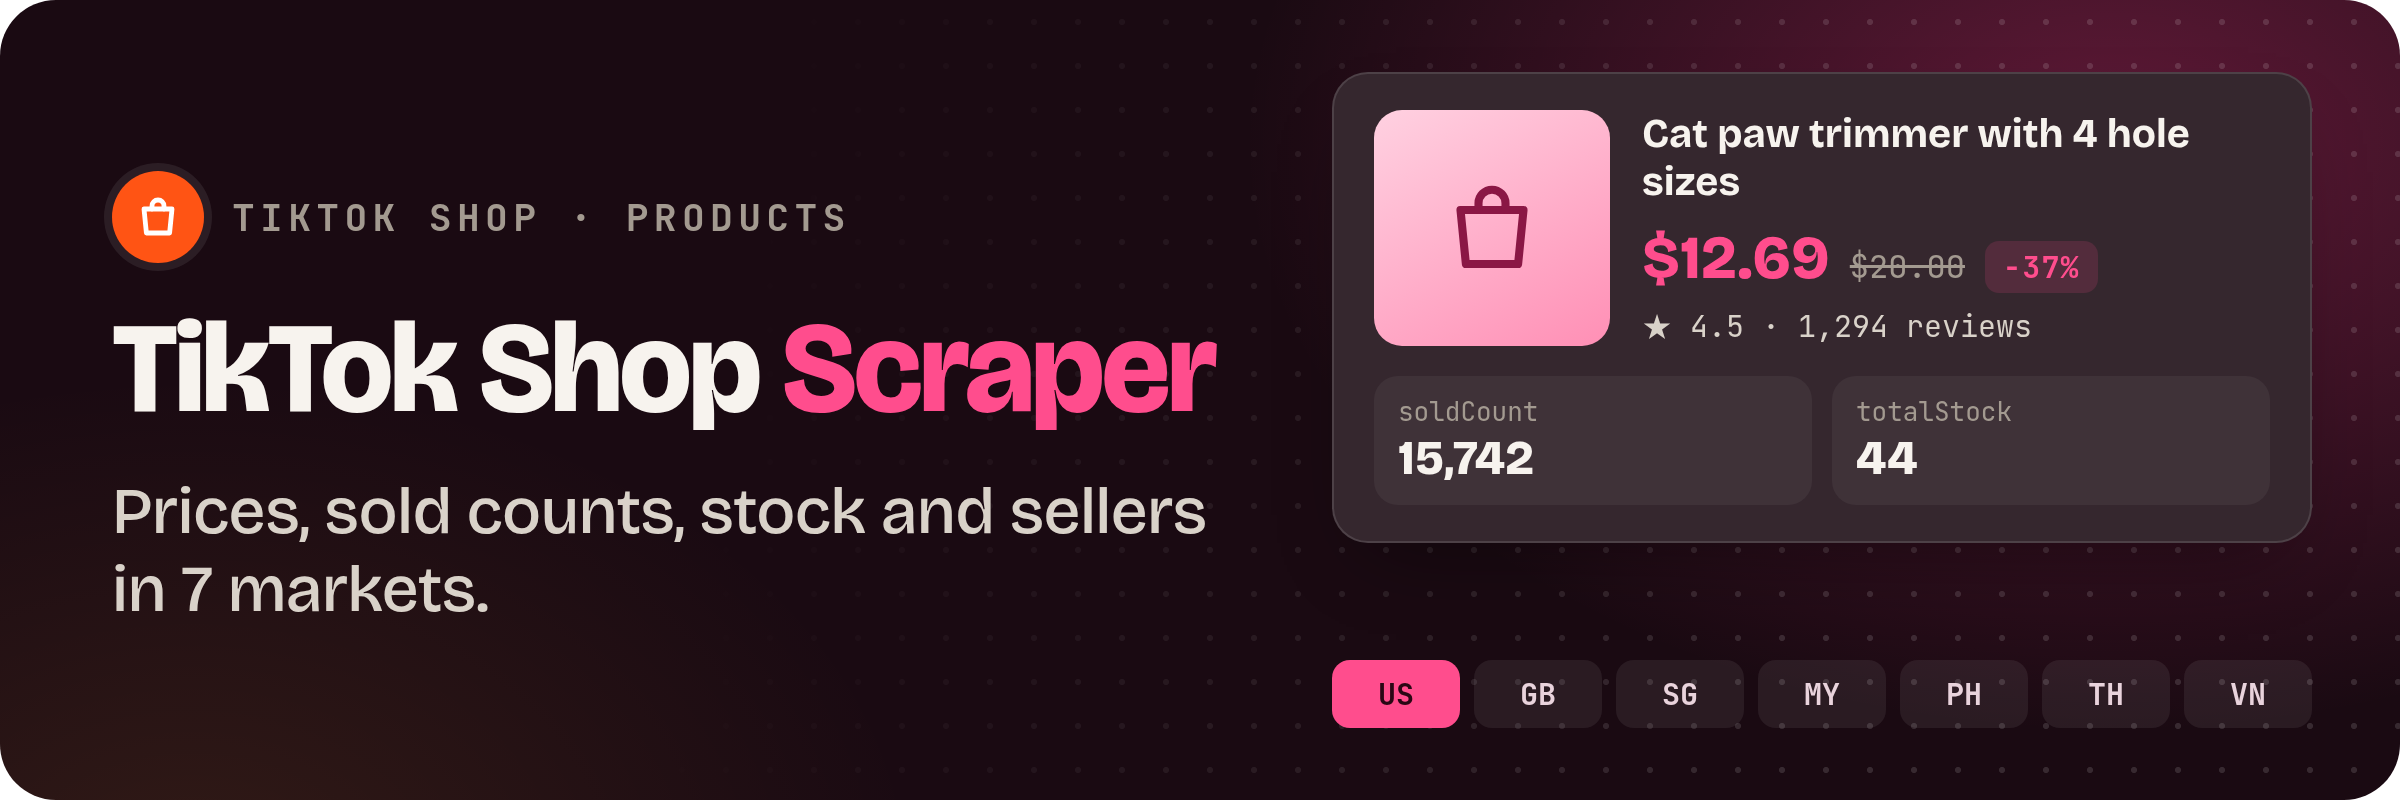 TIKTOK SHOP · PRODUCTS
TikTok Shop Scraper
Prices, sold counts, stock and sellers
in 7 markets.
Cat paw trimmer with 4 hole
sizes
$12.69 $20.00 -37%
★ 4.5 · 1,294 reviews
soldCount
15,742
totalStock
44
US GB SG MY PH TH VN